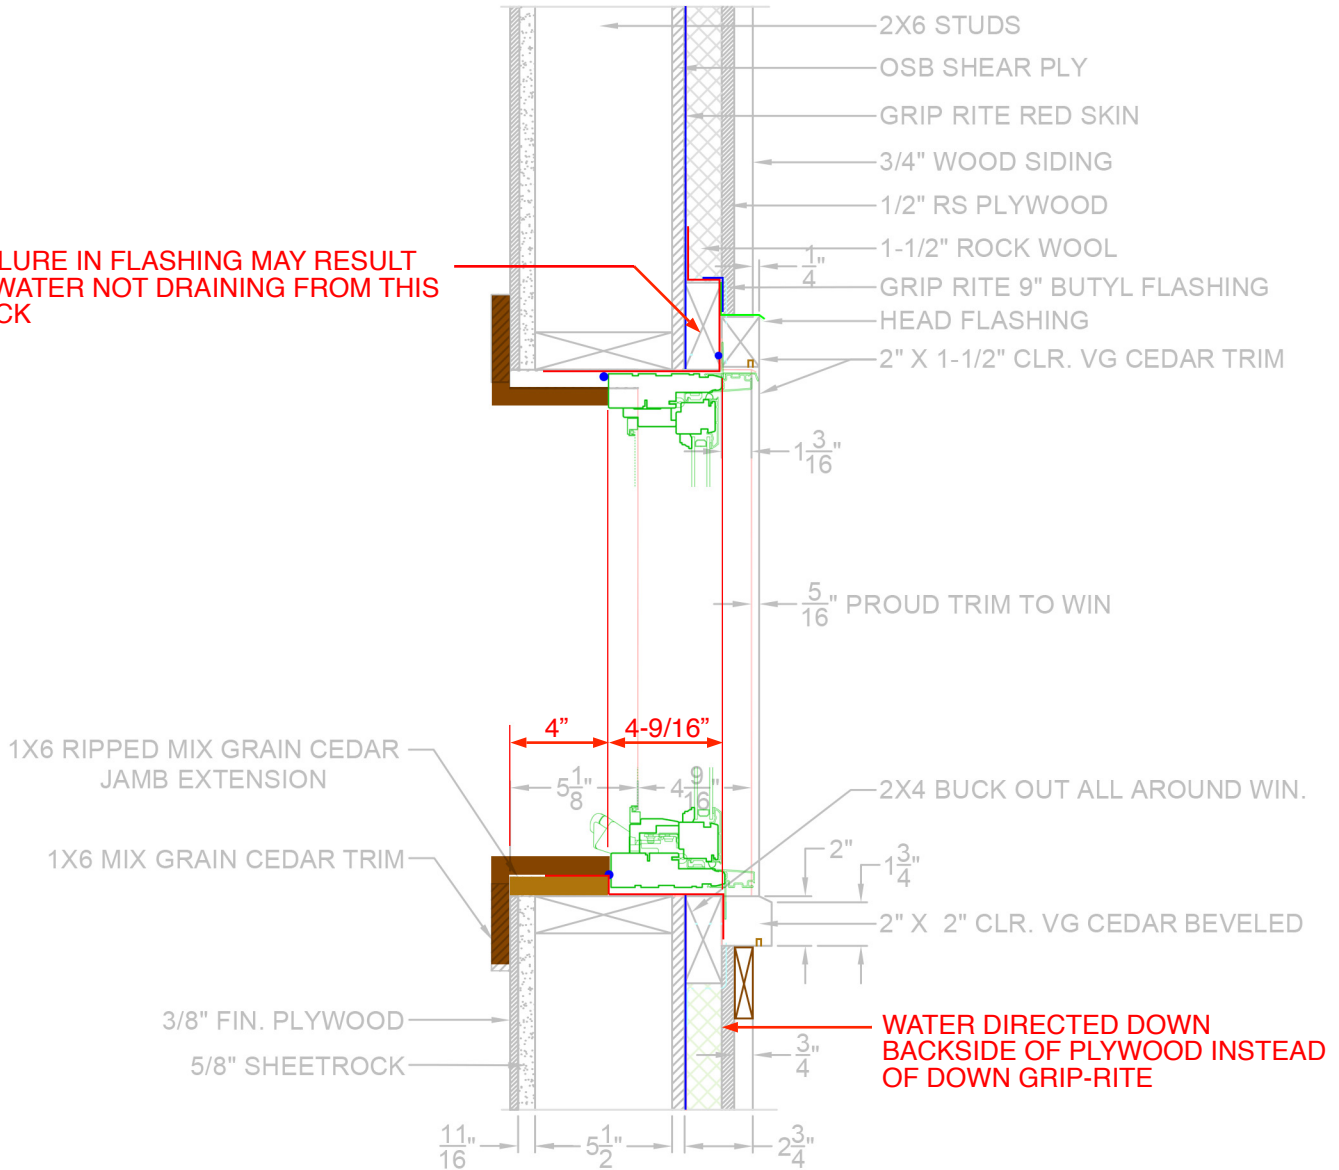 2X6 STUDS
OSB SHEAR PLY
GRIP RITE RED SKIN
3/4" WOOD SIDING
1/2" RS PLYWOOD
1-1/2" ROCK WOOL
1/4"
GRIP RITE 9" BUTYL FLASHING
HEAD FLASHING
2" X 1-1/2" CLR. VG CEDAR TRIM
LURE IN FLASHING MAY RESULT
WATER NOT DRAINING FROM THIS
CK
1 3/16"
5/16" PROUD TRIM TO WIN
4”
4-9/16”
1X6 RIPPED MIX GRAIN CEDAR
JAMB EXTENSION
5 1/8"
4 9/16"
2X4 BUCK OUT ALL AROUND WIN.
1X6 MIX GRAIN CEDAR TRIM
2"
1 3/4"
2" X 2" CLR. VG CEDAR BEVELED
3/8" FIN. PLYWOOD
5/8" SHEETROCK
WATER DIRECTED DOWN
BACKSIDE OF PLYWOOD INSTEAD
OF DOWN GRIP-RITE
3/4"
11/16"
5 1/2"
2 3/4"